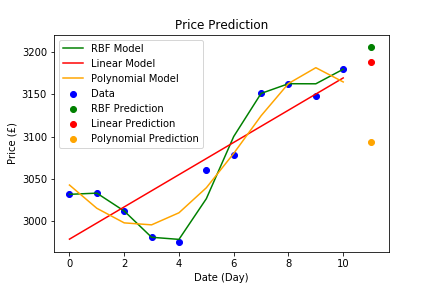 Price Prediction
RBF Model
Linear Model
Polynomial Model
Data
RBF Prediction
Linear Prediction
Polynomial Prediction
Price (£)
3200
3150
3100
3050
3000
0 2 4 6 8 10
Date (Day)